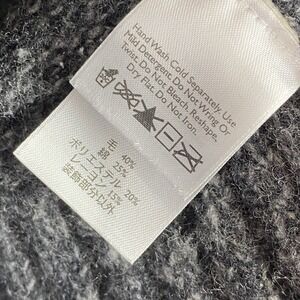 Hand Wash Cold Separately. Use
Mild Detergent. Do Not Wring Or
Twist. Do Not Bleach. Reshape,
Dry Flat. Do Not Iron.
毛 40%
綿 25%
ポリエステル 20%
レーヨン 15%
装飾部分以外